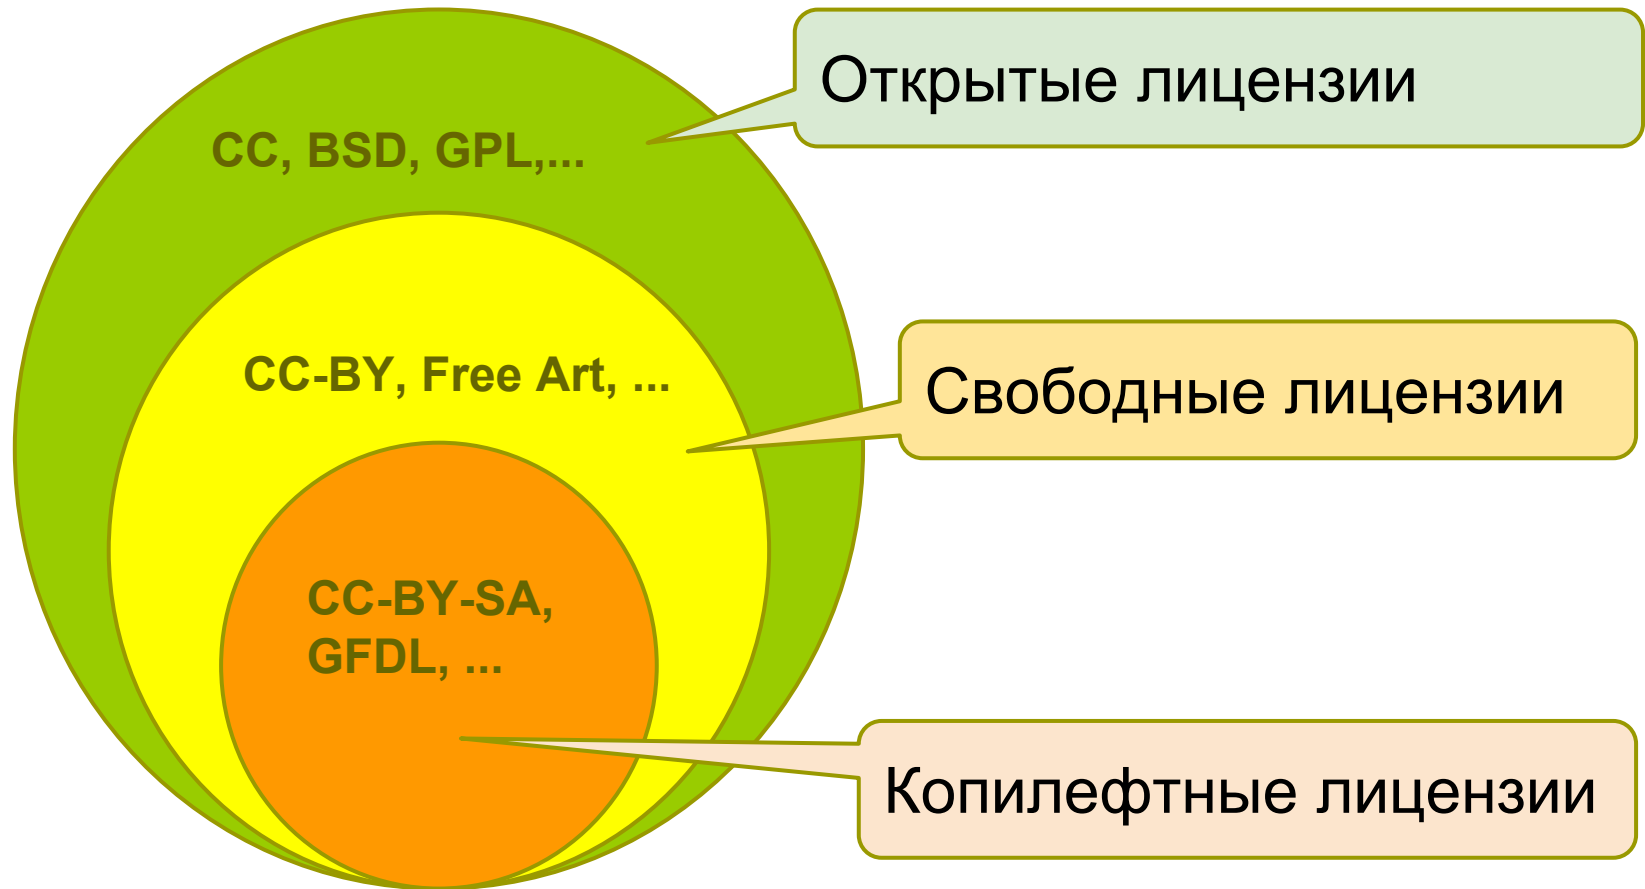 Открытые лицензии
CC, BSD, GPL,...
CC-BY, Free Art, ...
Свободные лицензии
CC-BY-SA,
GFDL, ...
Копилефтные лицензии